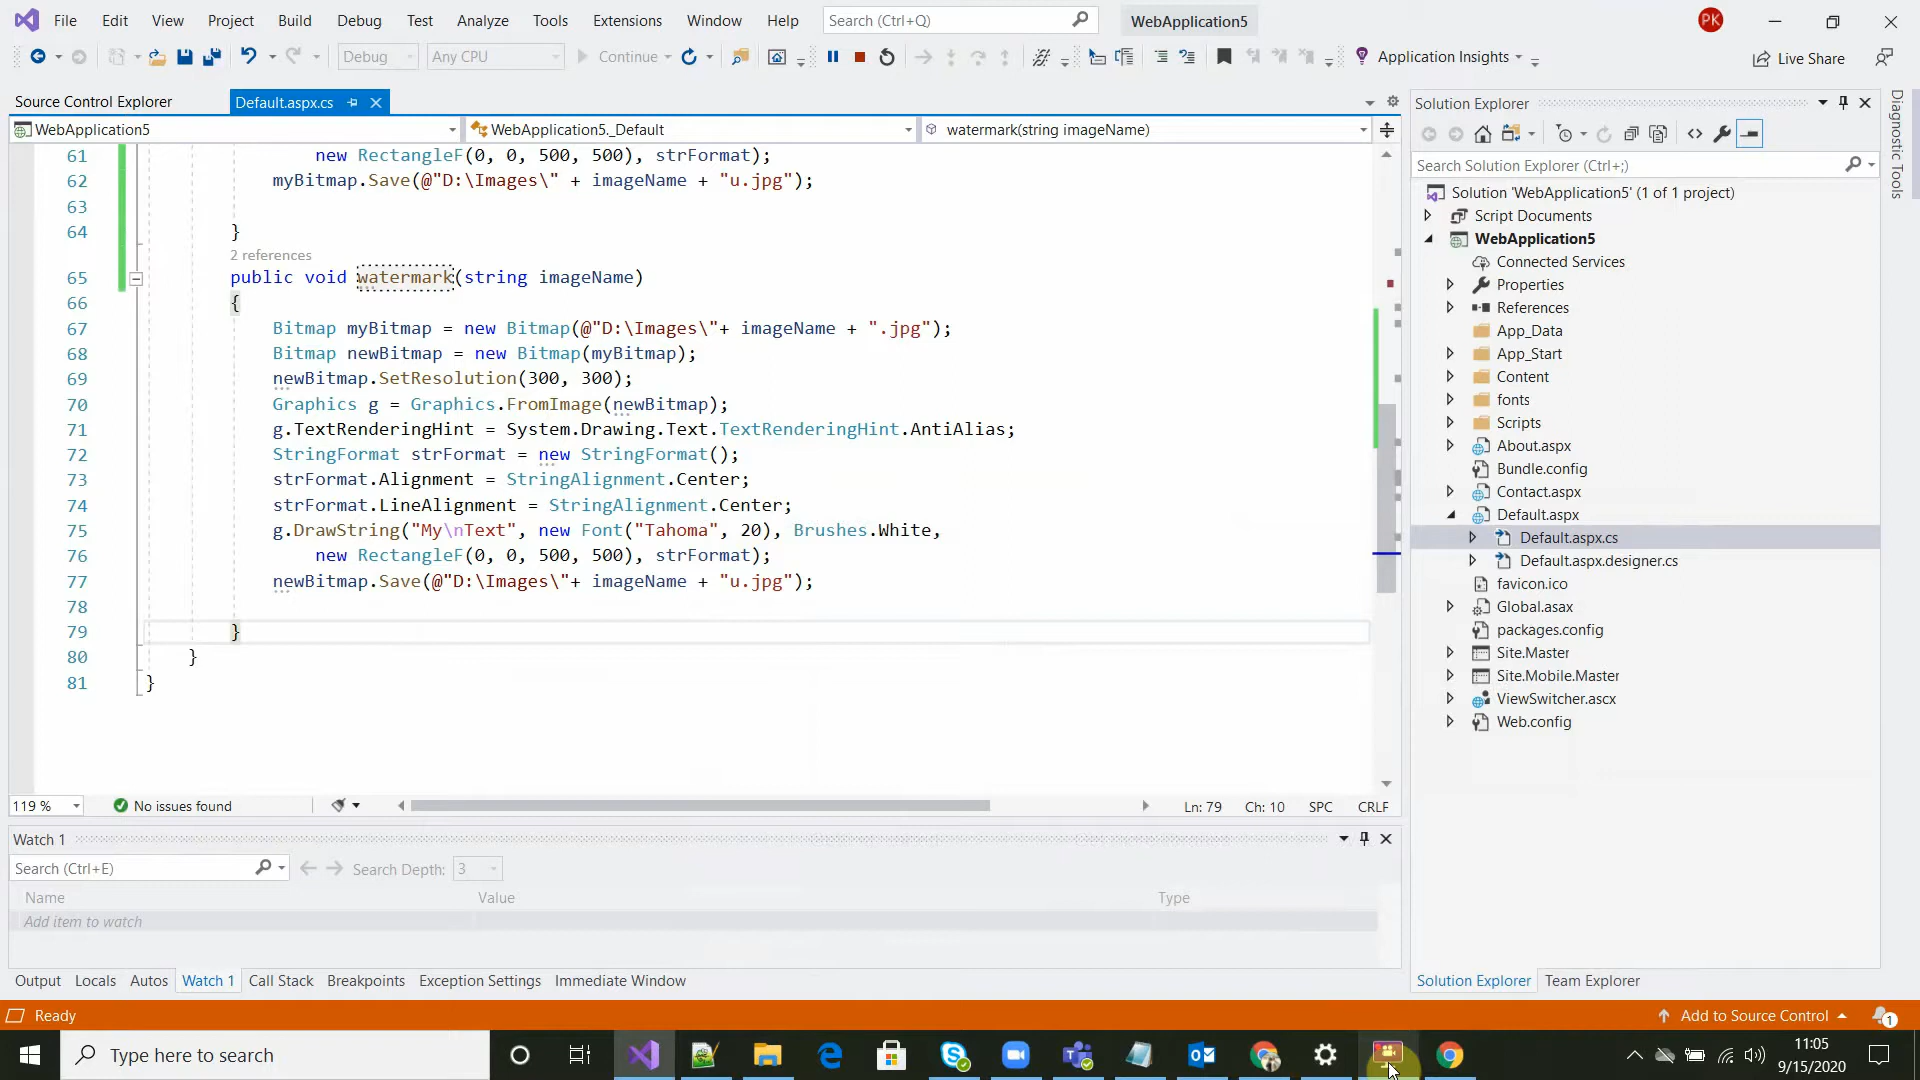 File Edit View Project Build Debug Test Analyze Tools Extensions Window Help Search (Ctrl+Q) WebApplication5 PK
Debug Any CPU Continue Application Insights Live Share
Source Control Explorer Default.aspx.cs
WebApplication5 WebApplication5._Default watermark(string imageName)
61 new RectangleF(0, 0, 500, 500), strFormat);
62 myBitmap.Save(@"D:\Images\" + imageName + "u.jpg");
63
64 }
2 references
65 public void watermark(string imageName)
66 {
67 Bitmap myBitmap = new Bitmap(@"D:\Images\"+ imageName + ".jpg");
68 Bitmap newBitmap = new Bitmap(myBitmap);
69 newBitmap.SetResolution(300, 300);
70 Graphics g = Graphics.FromImage(newBitmap);
71 g.TextRenderingHint = System.Drawing.Text.TextRenderingHint.AntiAlias;
72 StringFormat strFormat = new StringFormat();
73 strFormat.Alignment = StringAlignment.Center;
74 strFormat.LineAlignment = StringAlignment.Center;
75 g.DrawString("My\nText", new Font("Tahoma", 20), Brushes.White,
76 new RectangleF(0, 0, 500, 500), strFormat);
77 newBitmap.Save(@"D:\Images\"+ imageName + "u.jpg");
78
79 }
80 }
81 }
119 % No issues found Ln: 79 Ch: 10 SPC CRLF
Watch 1
Search (Ctrl+E) Search Depth: 3
Name Value Type
Add item to watch
Output Locals Autos Watch 1 Call Stack Breakpoints Exception Settings Immediate Window
Solution Explorer
Search Solution Explorer (Ctrl+;)
Solution 'WebApplication5' (1 of 1 project)
Script Documents
WebApplication5
Connected Services
Properties
References
App_Data
App_Start
Content
fonts
Scripts
About.aspx
Bundle.config
Contact.aspx
Default.aspx
Default.aspx.cs
Default.aspx.designer.cs
favicon.ico
Global.asax
packages.config
Site.Master
Site.Mobile.Master
ViewSwitcher.ascx
Web.config
Solution Explorer Team Explorer
Diagnostic Tools
Ready Add to Source Control 1
Type here to search
11:05
9/15/2020